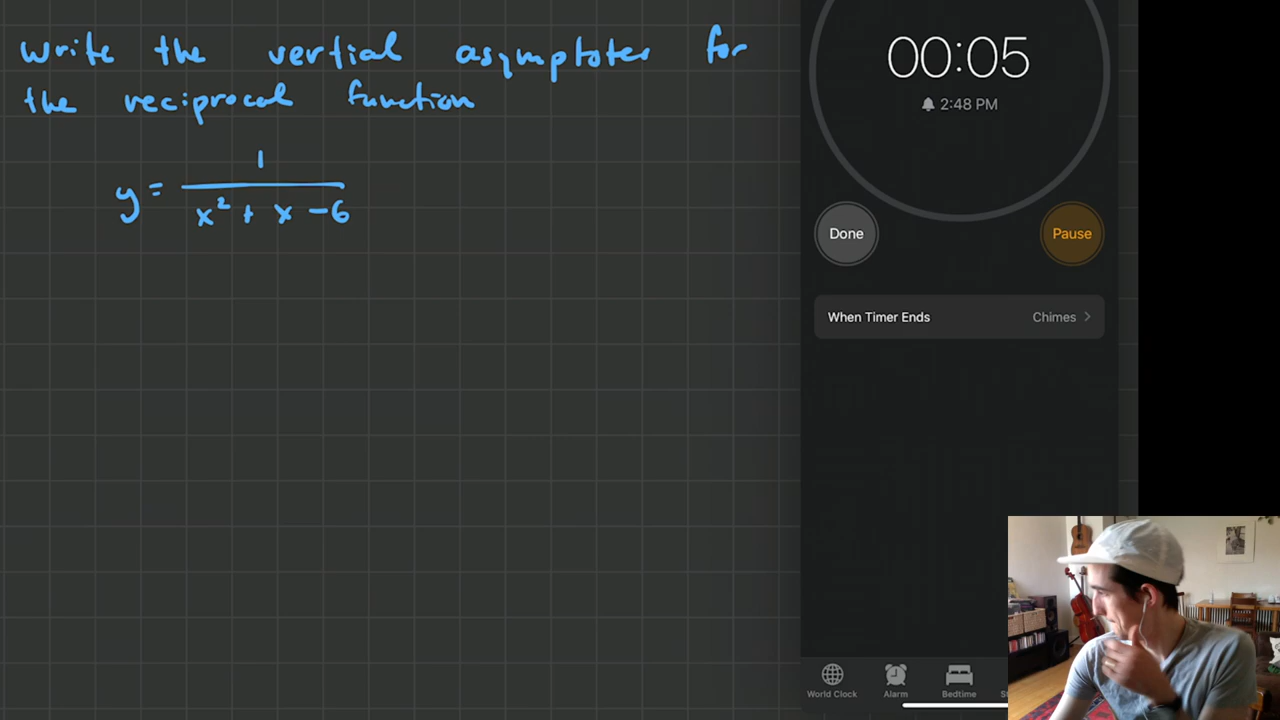 write the vertial asymptotes for
the reciprocal function
y = 1 / (x² + x - 6)
00:05
2:48 PM
Done
Pause
When Timer Ends
Chimes
World Clock
Alarm
Bedtime